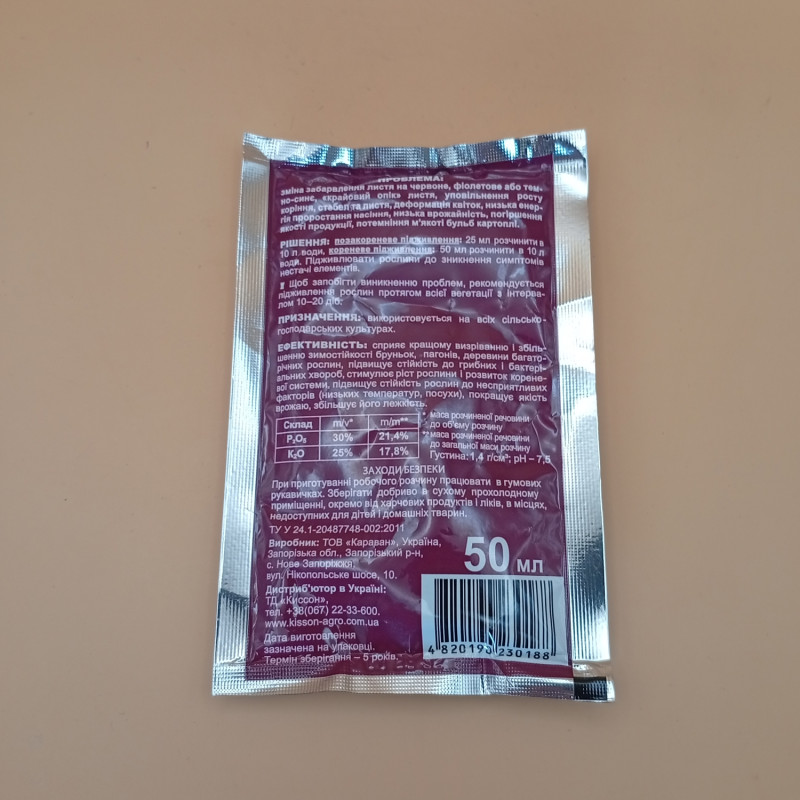 ПРОБЛЕМА:
зміна забарвлення листя на червоне, фіолетове або тем-
но-синє, «крайовий опік» листя, уповільнення росту
коріння, стебел та листя, деформація квіток, низька енер-
гія проростання насіння, низька врожайність, погіршення
якості продукції, потемніння м'якоті бульб картоплі.
РІШЕННЯ: позакореневе підживлення: 25 мл розчинити в
10 л води, кореневе підживлення: 50 мл розчинити в 10 л
води. Підживлювати рослини до зникнення симптомів
нестачі елементів.
! Щоб запобігти виникненню проблем, рекомендується
підживлення рослин протягом всієї вегетації з інтерва-
лом 10–20 діб.
ПРИЗНАЧЕННЯ: використовується на всіх сільсько-
господарських культурах.
ЕФЕКТИВНІСТЬ: сприяє кращому визріванню і збіль-
шенню зимостійкості бруньок, пагонів, деревини багато-
річних рослин, підвищує стійкість до грибних і бактері-
альних хвороб, стимулює ріст рослини і розвиток корене-
вої системи, підвищує стійкість рослин до несприятливих
факторів (низьких температур, посухи), покращує якість
врожаю, збільшує його лежкість.
Склад m/v* m/m**
P₂O₅ 30% 21,4%
K₂O 25% 17,8%
* маса розчиненої речовини
до об'єму розчину
** маса розчиненої речовини
до загальної маси розчину
Густина: 1,4 г/см³; pH – 7,5
ЗАХОДИ БЕЗПЕКИ
При приготуванні робочого розчину працювати в гумових
рукавичках. Зберігати добриво в сухому прохолодному
приміщенні, окремо від харчових продуктів і ліків, в місцях,
недоступних для дітей і домашніх тварин.
ТУ У 24.1-20487748-002:2011
Виробник: ТОВ «Караван», Україна,
Запорізька обл., Запорізький р-н,
с. Нове Запоріжжя,
вул. Нікопольське шосе, 10.
Дистриб'ютор в Україні:
ТД «Киссон»,
тел. +38(067) 22-33-600.
www.kisson-agro.com.ua
Дата виготовлення
зазначена на упаковці.
Термін зберігання – 5 років.
50 мл
4 820190 230188